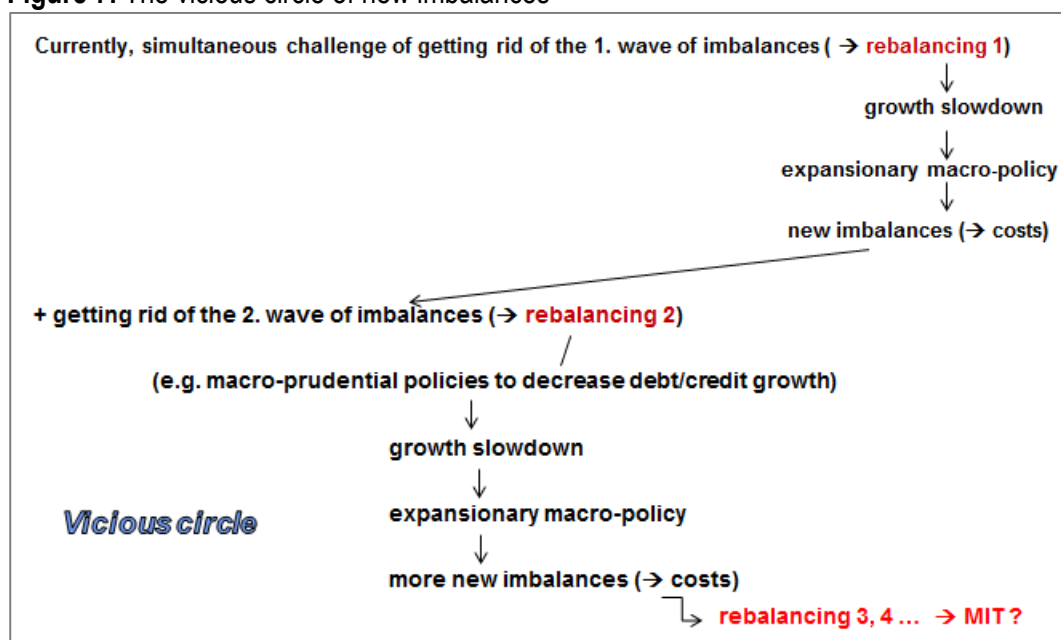 Currently, simultaneous challenge of getting rid of the 1. wave of imbalances ( → rebalancing 1)
growth slowdown
expansionary macro-policy
new imbalances (→ costs)
+ getting rid of the 2. wave of imbalances (→ rebalancing 2)
(e.g. macro-prudential policies to decrease debt/credit growth)
growth slowdown
Vicious circle
expansionary macro-policy
more new imbalances (→ costs)
rebalancing 3, 4 ... → MIT ?